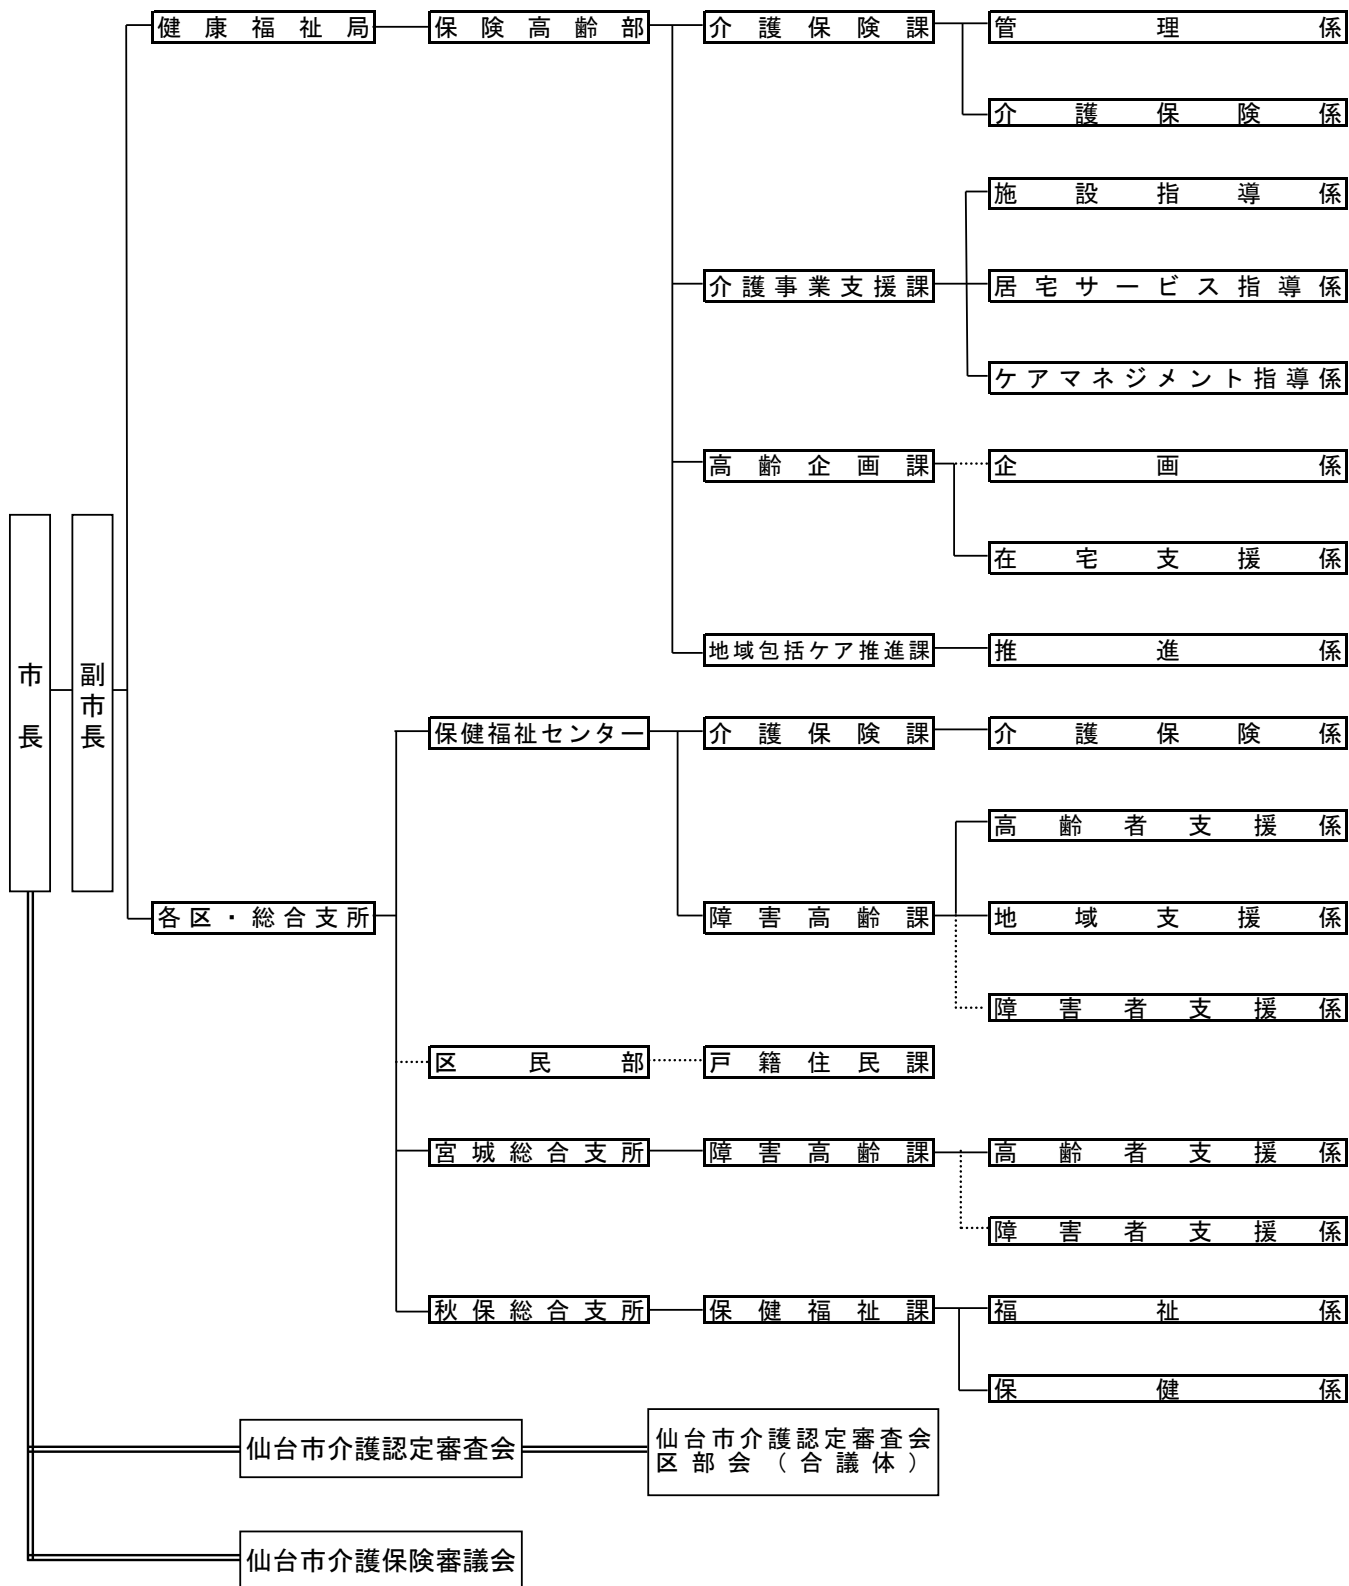 健康福祉局
保険高齢部
介護保険課
管理係
介護保険係
施設指導係
介護事業支援課
居宅サービス指導係
ケアマネジメント指導係
高齢企画課
企画係
在宅支援係
地域包括ケア推進課
推進係
市長
副市長
保健福祉センター
介護保険課
介護保険係
高齢者支援係
各区・総合支所
障害高齢課
地域支援係
障害者支援係
区民部
戸籍住民課
宮城総合支所
障害高齢課
高齢者支援係
障害者支援係
秋保総合支所
保健福祉課
福祉係
保健係
仙台市介護認定審査会
仙台市介護認定審査会
区部会（合議体）
仙台市介護保険審議会